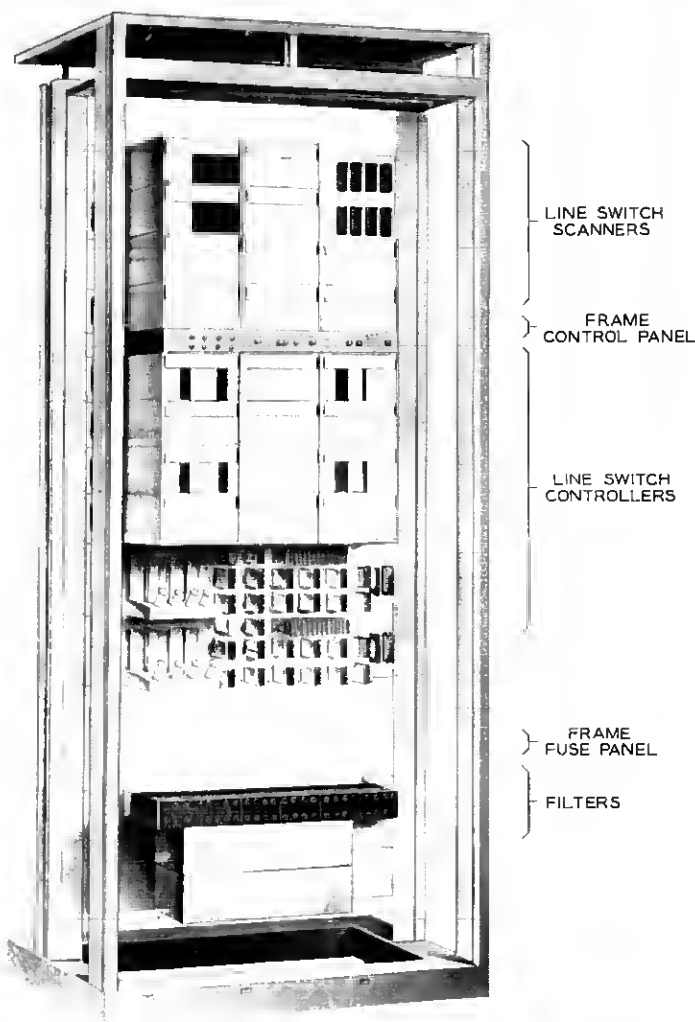 LINE SWITCH
SCANNERS
FRAME
CONTROL PANEL
LINE SWITCH
CONTROLLERS
FRAME
FUSE PANEL
FILTERS